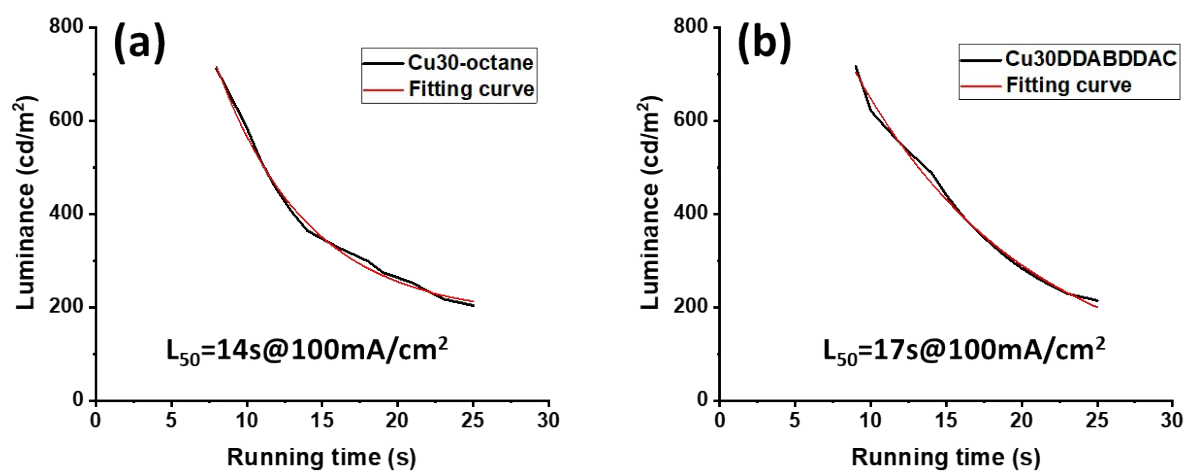 (a)
Cu30-octane
Fitting curve
Luminance (cd/m²)
800
600
400
200
0
L₅₀=14s@100mA/cm²
0 5 10 15 20 25 30
Running time (s)
(b)
Cu30DDABDDAC
Fitting curve
Luminance (cd/m²)
800
600
400
200
0
L₅₀=17s@100mA/cm²
0 5 10 15 20 25 30
Running time (s)